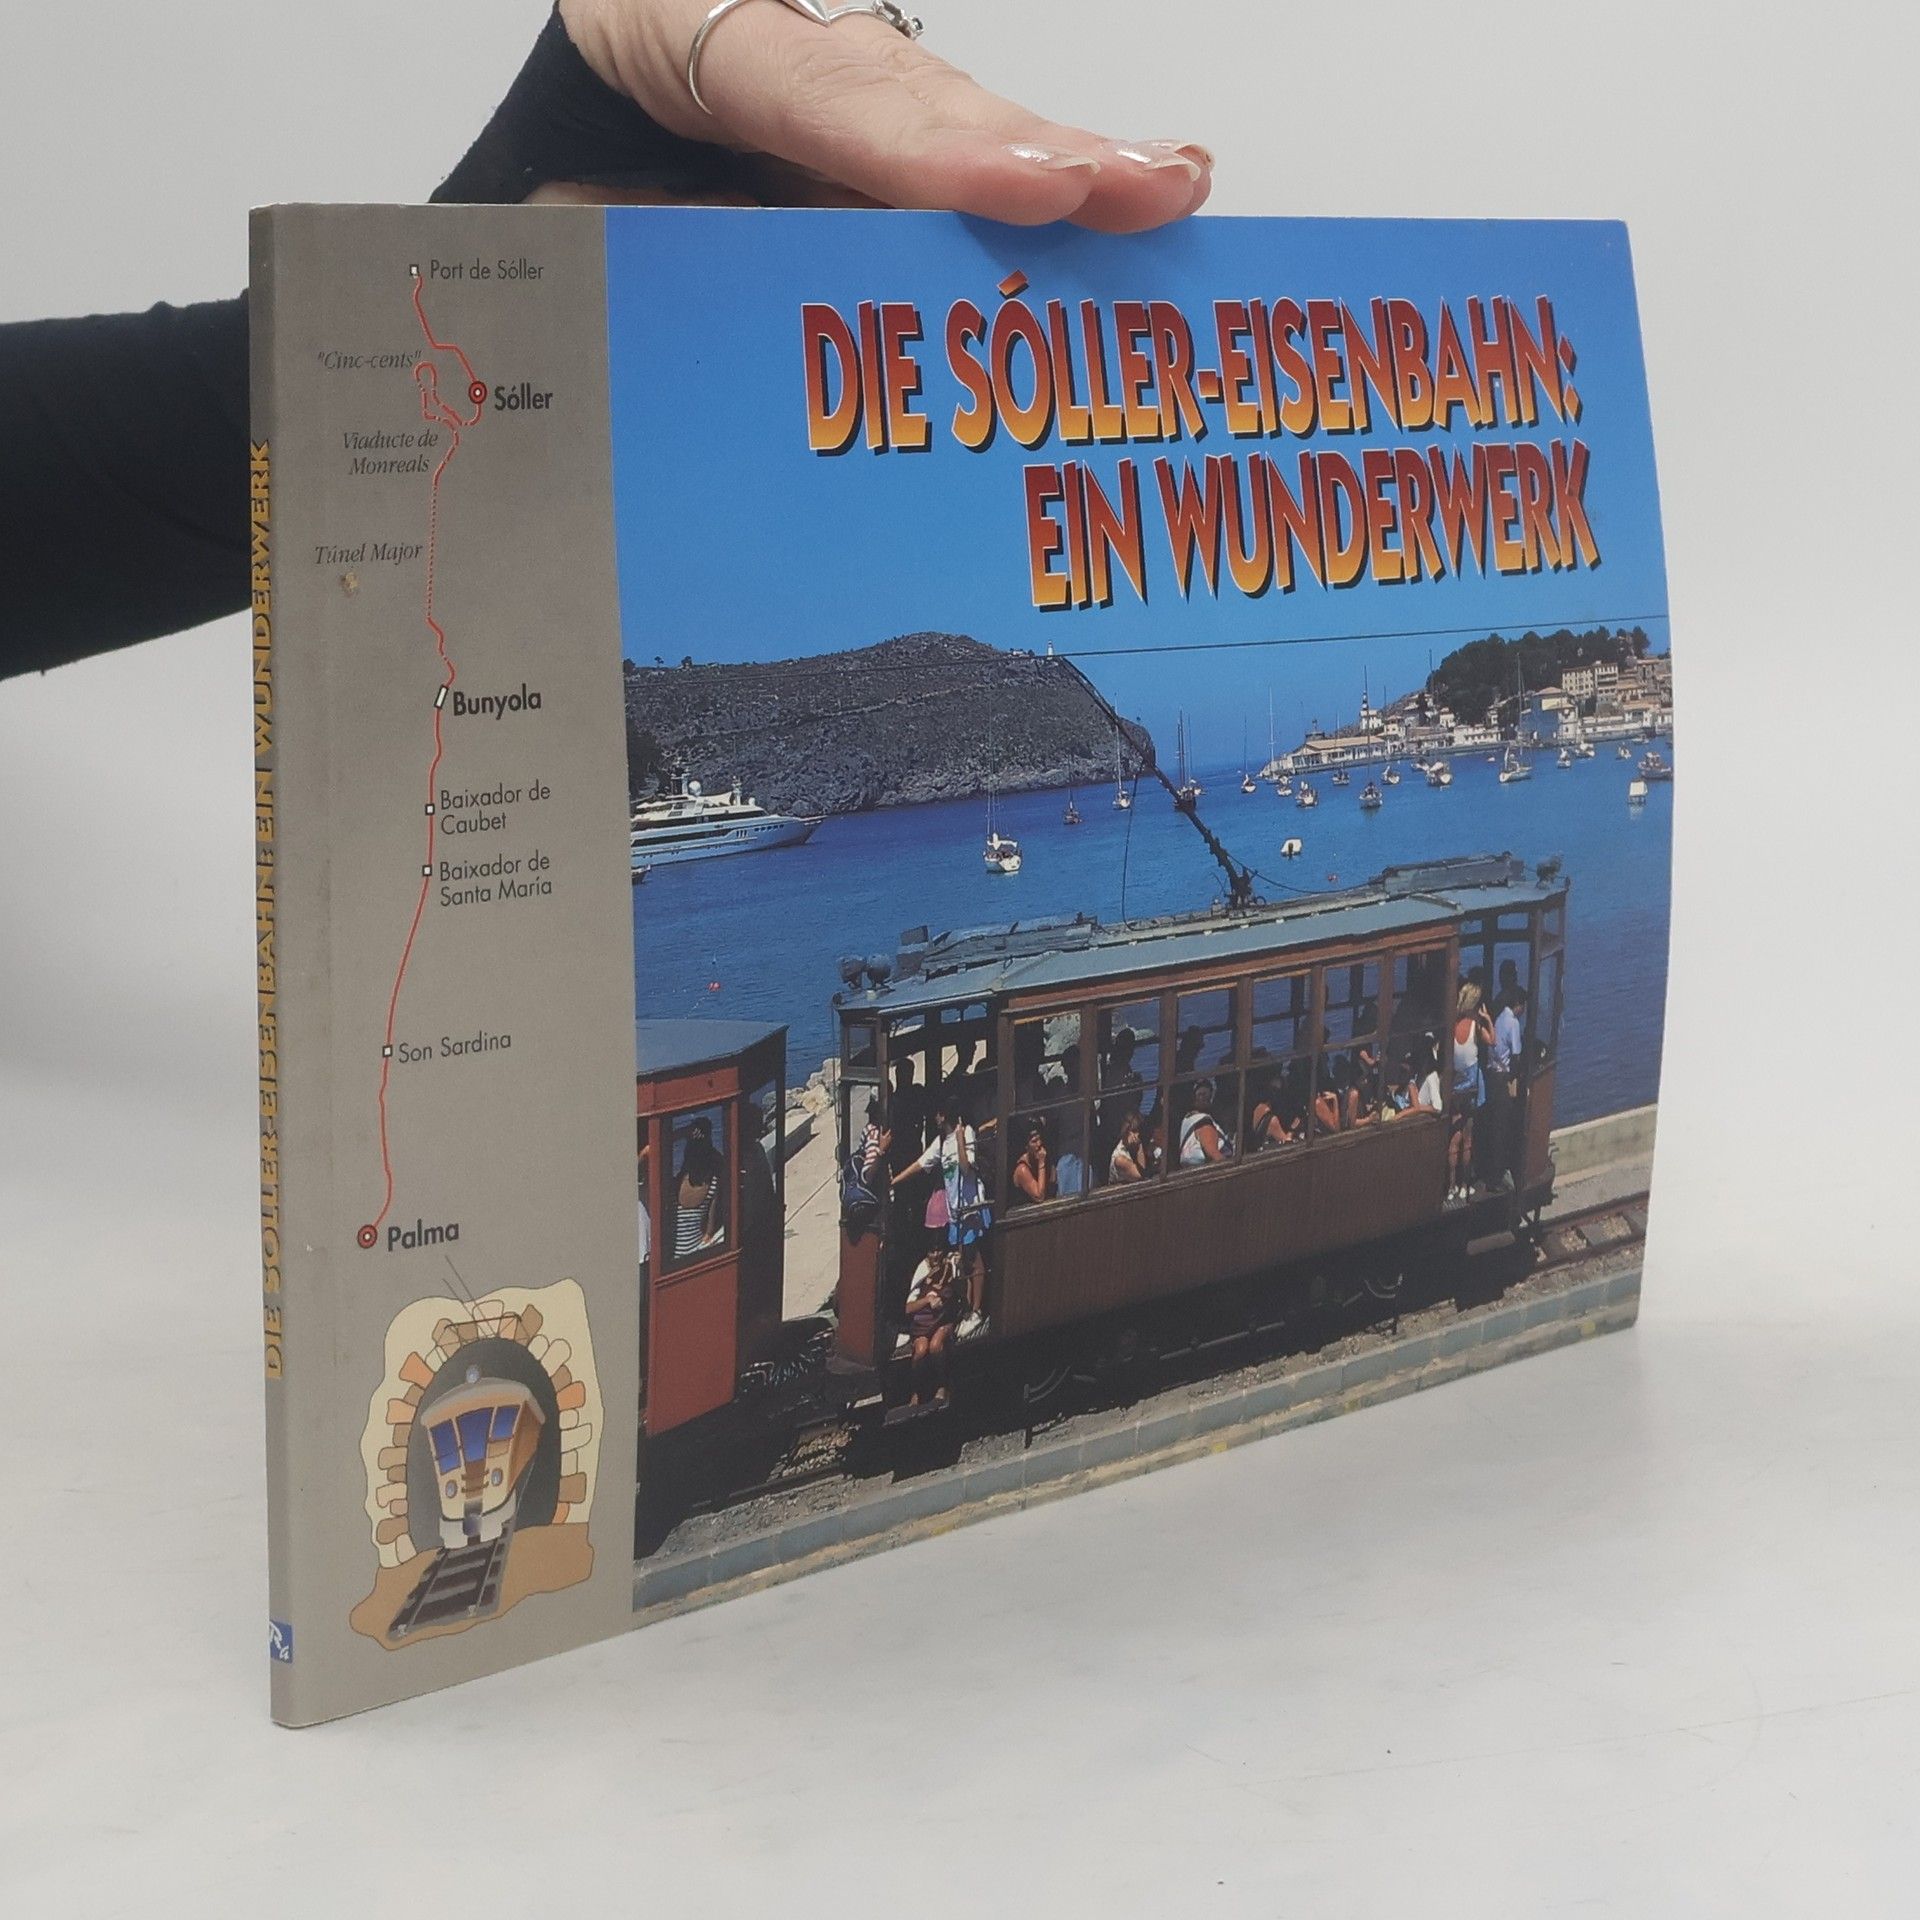 DIE SÓLLER-EISENBAHN:
EIN WUNDERWERK
Port de Sóller
"Cinc-cents"
Sóller
Viaducte de
Monreals
Túnel Major
Bunyola
Baixador de
Caubet
Baixador de
Santa María
Son Sardina
Palma
DIE SÓLLER-EISENBAHN: EIN WUNDERWERK